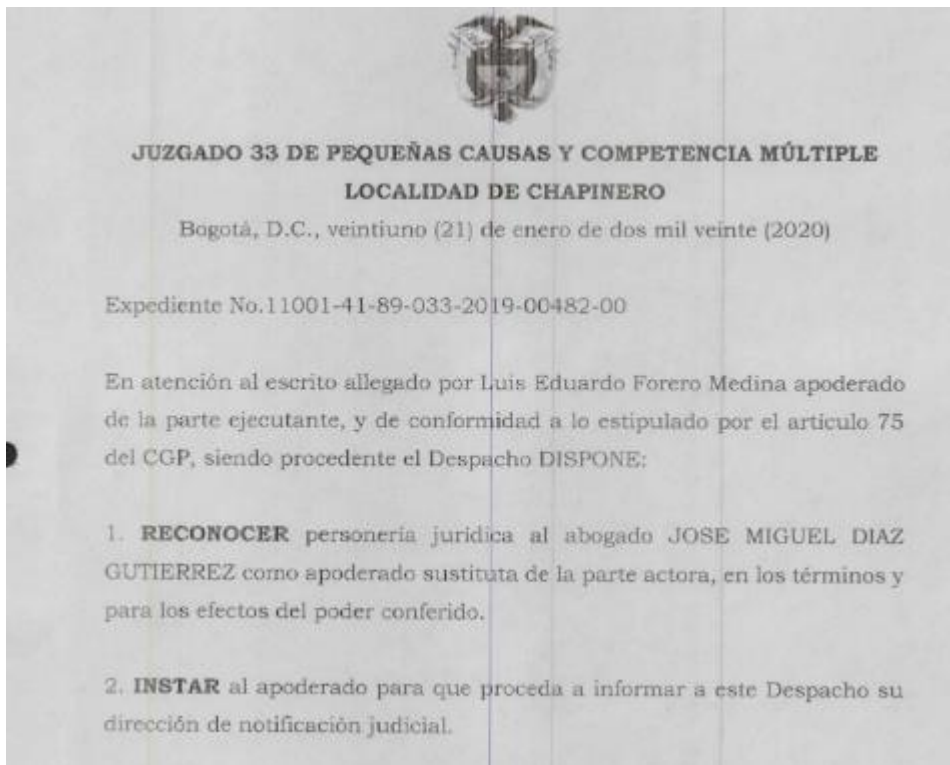 JUZGADO 33 DE PEQUEÑAS CAUSAS Y COMPETENCIA MÚLTIPLE
LOCALIDAD DE CHAPINERO
Bogotá, D.C., veintiuno (21) de enero de dos mil veinte (2020)
Expediente No.11001-41-89-033-2019-00482-00
En atención al escrito allegado por Luis Eduardo Forero Medina apoderado
de la parte ejecutante, y de conformidad a lo estipulado por el artículo 75
del CGP, siendo procedente el Despacho DISPONE:
1. RECONOCER personería jurídica al abogado JOSE MIGUEL DIAZ
GUTIERREZ como apoderado sustituta de la parte actora, en los términos y
para los efectos del poder conferido.
2. INSTAR al apoderado para que proceda a informar a este Despacho su
dirección de notificación judicial.